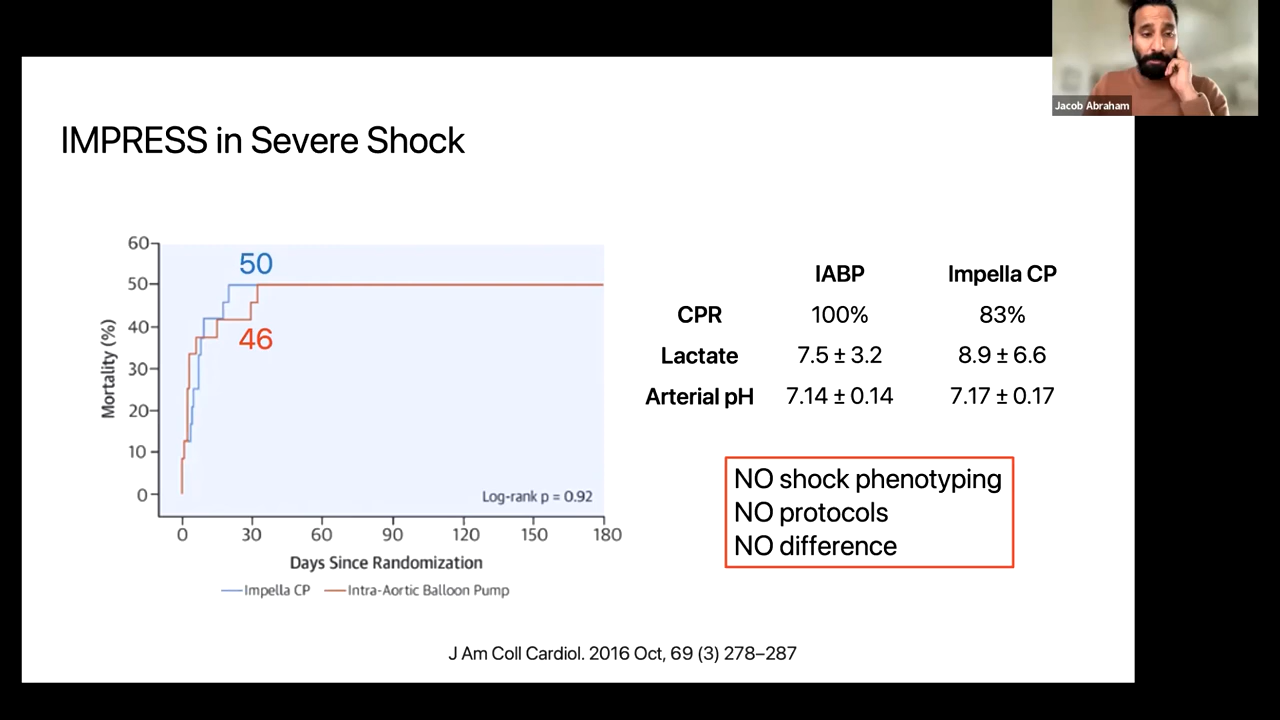 Jacob Abraham
IMPRESS in Severe Shock
60
50
40
30
20
10
0
Mortality (%)
50
46
Log-rank p = 0.92
0 30 60 90 120 150 180
Days Since Randomization
Impella CP Intra-Aortic Balloon Pump
IABP Impella CP
CPR 100% 83%
Lactate 7.5 ± 3.2 8.9 ± 6.6
Arterial pH 7.14 ± 0.14 7.17 ± 0.17
NO shock phenotyping
NO protocols
NO difference
J Am Coll Cardiol. 2016 Oct, 69 (3) 278–287